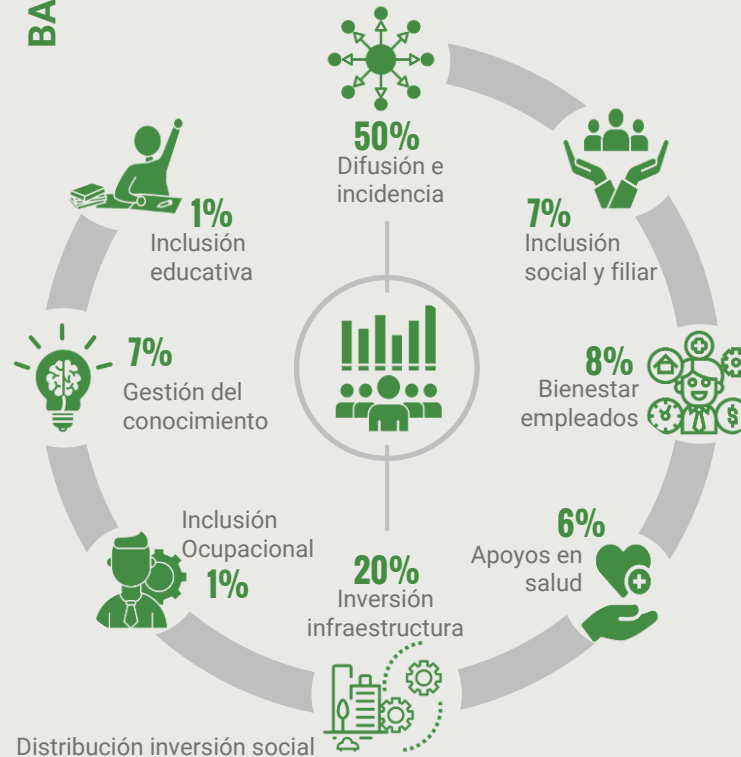 BA
50%
Difusión e
incidencia
7%
Inclusión
social y filiar
8%
Bienestar
empleados
$
6%
Apoyos en
salud
20%
Inversión
infraestructura
Inclusión
Ocupacional
1%
7%
Gestión del
conocimiento
1%
Inclusión
educativa
Distribución inversión social